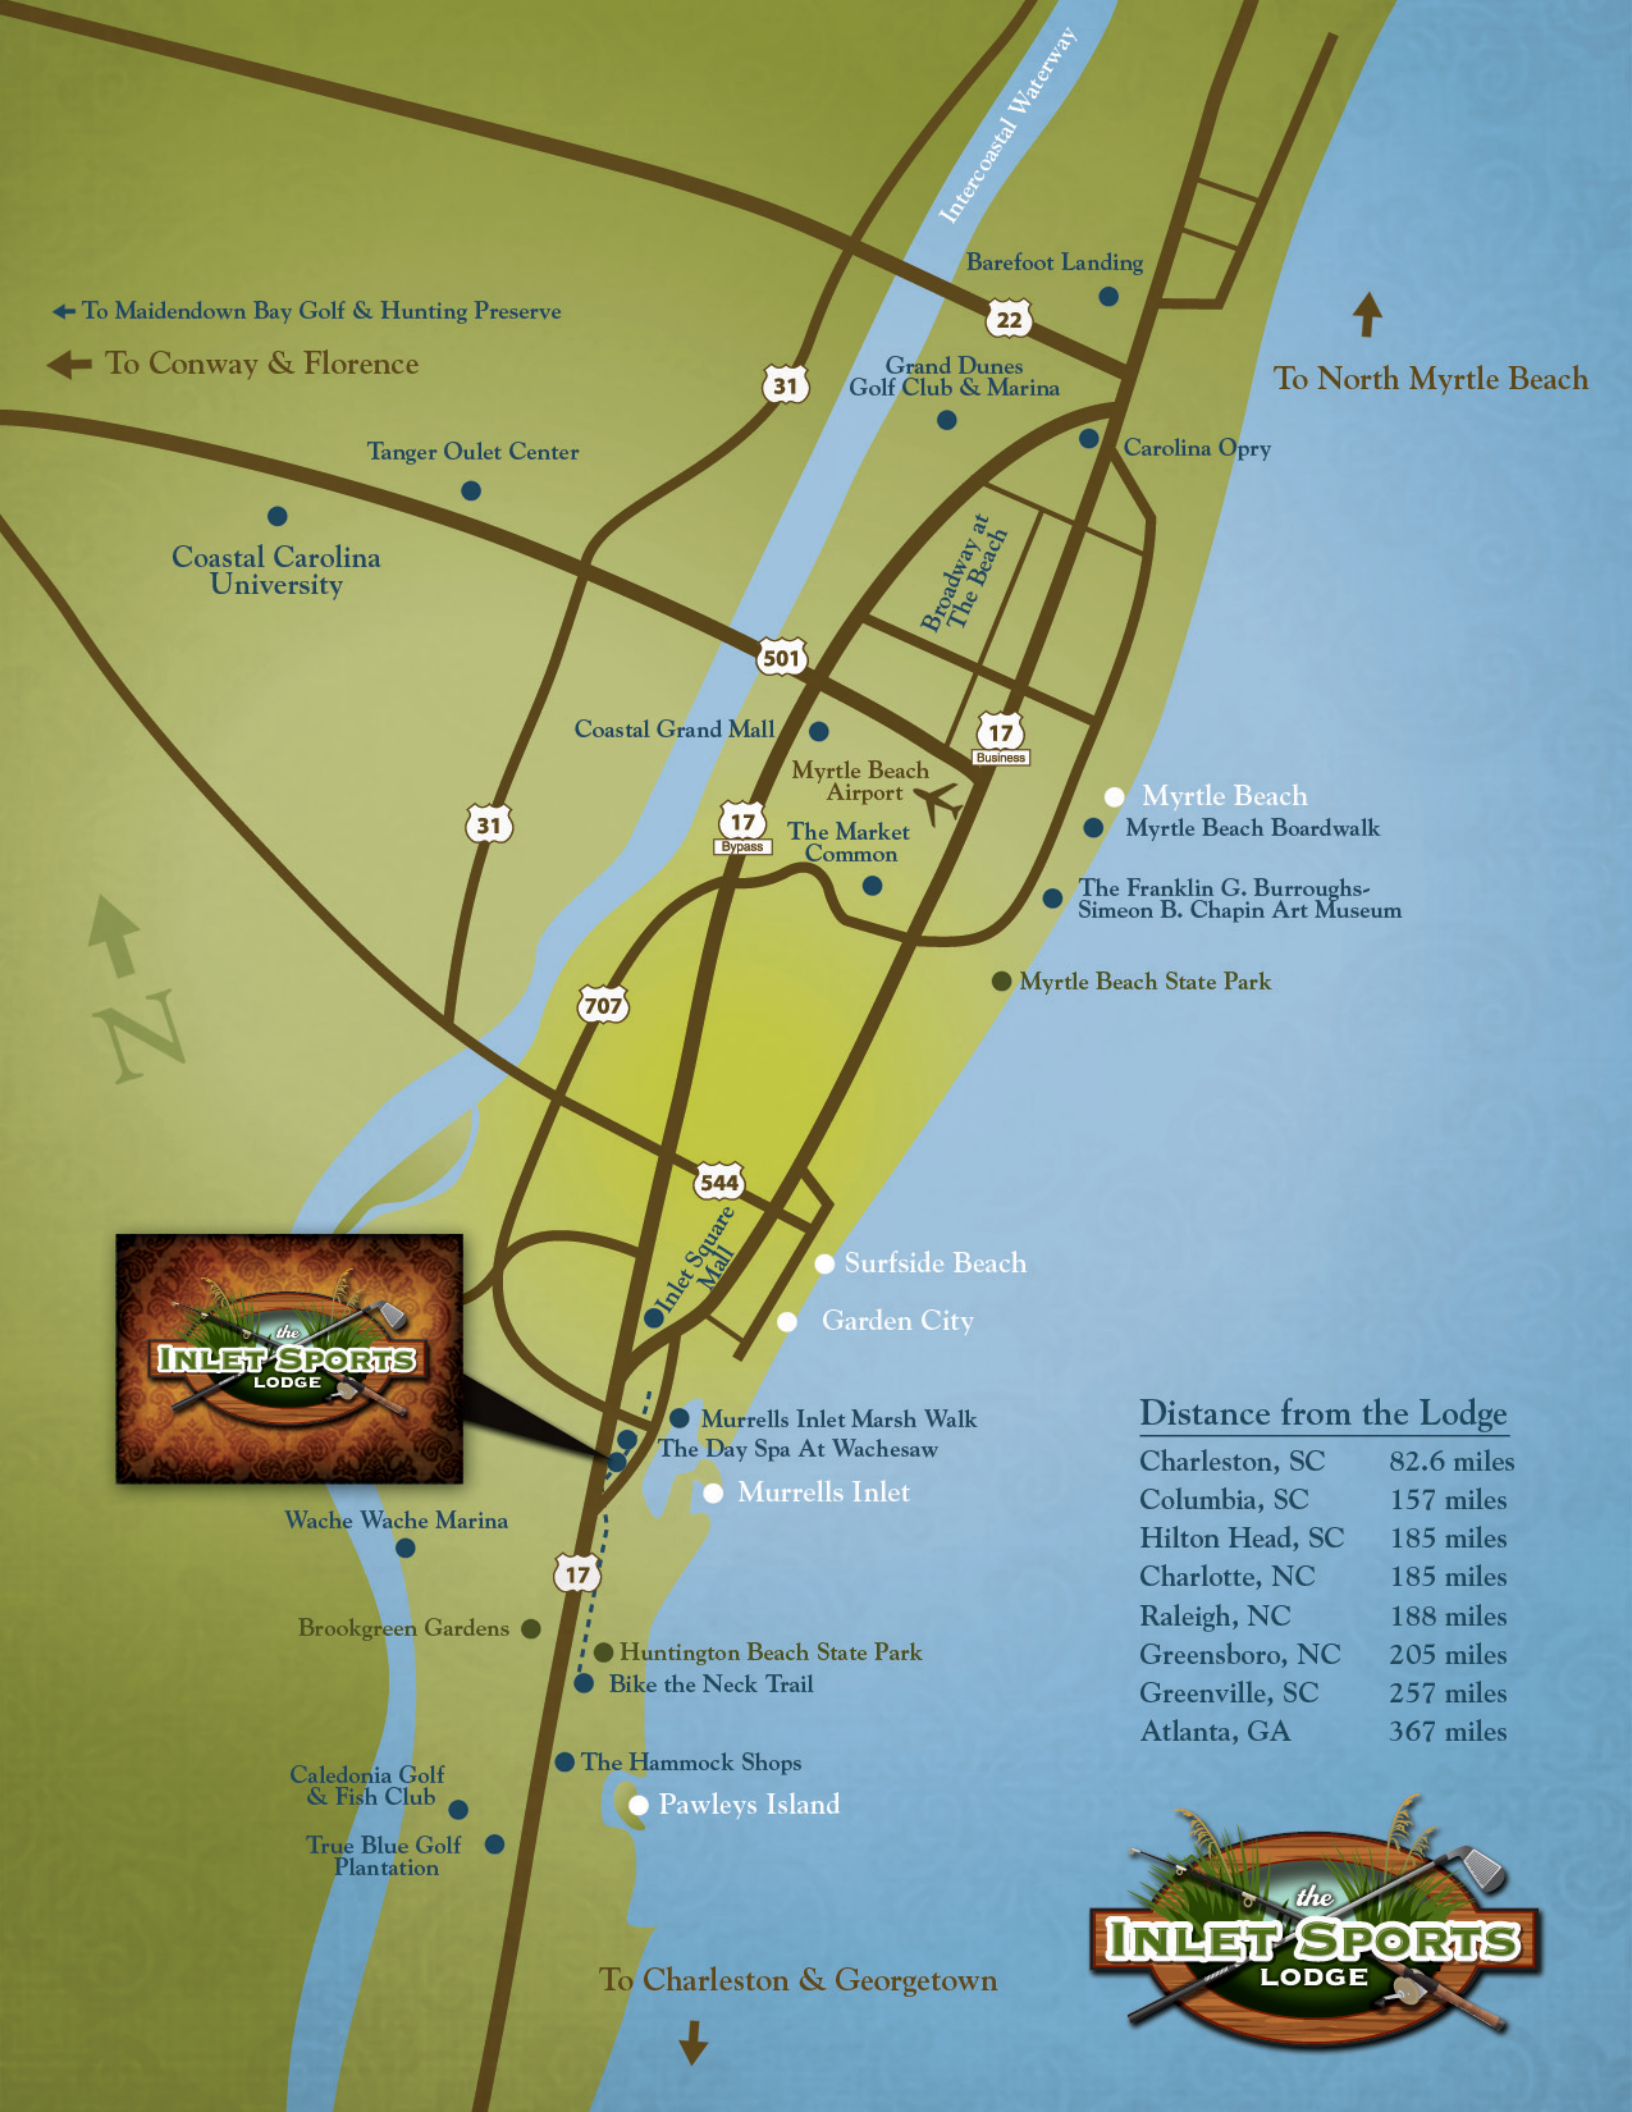 Intercoastal Waterway
Barefoot Landing
To Maidendown Bay Golf & Hunting Preserve
22
To Conway & Florence
31
Grand Dunes
Golf Club & Marina
To North Myrtle Beach
Tanger Oulet Center
Carolina Opry
Coastal Carolina
University
Broadway at
The Beach
501
Coastal Grand Mall
17
Business
Myrtle Beach
Airport
Myrtle Beach
31
17
Bypass
The Market
Common
Myrtle Beach Boardwalk
The Franklin G. Burroughs-
Simeon B. Chapin Art Museum
N
707
Myrtle Beach State Park
544
Inlet Square
Mall
Surfside Beach
Garden City
the
INLET SPORTS
LODGE
Murrells Inlet Marsh Walk
The Day Spa At Wachesaw
Murrells Inlet
Wache Wache Marina
17
Brookgreen Gardens
Huntington Beach State Park
Bike the Neck Trail
The Hammock Shops
Caledonia Golf
& Fish Club
Pawleys Island
True Blue Golf
Plantation
To Charleston & Georgetown
Distance from the Lodge
Charleston, SC 82.6 miles
Columbia, SC 157 miles
Hilton Head, SC 185 miles
Charlotte, NC 185 miles
Raleigh, NC 188 miles
Greensboro, NC 205 miles
Greenville, SC 257 miles
Atlanta, GA 367 miles
the
INLET SPORTS
LODGE